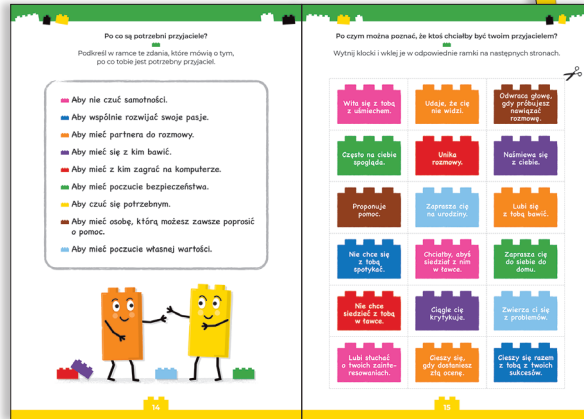 Po co są potrzebni przyjaciele?
Podkreśl w ramce te zdania, które mówią o tym,
po co tobie jest potrzebny przyjaciel.
Aby nie czuć samotności.
Aby wspólnie rozwijać swoje pasje.
Aby mieć partnera do rozmowy.
Aby mieć się z kim bawić.
Aby mieć z kim zagrać na komputerze.
Aby mieć poczucie bezpieczeństwa.
Aby czuć się potrzebnym.
Aby mieć osobę, którą możesz zawsze poprosić
o pomoc.
Aby mieć poczucie własnej wartości.
14
Po czym można poznać, że ktoś chciałby być twoim przyjacielem?
Wytnij klocki i wklej je w odpowiednie ramki na następnych stronach.
Wita się z tobą
z uśmiechem.
Udaje, że cię
nie widzi.
Odwraca głowę,
gdy próbujesz
nawiązać
rozmowę.
Często na ciebie
spogląda.
Unika
rozmowy.
Naśmiewa się
z ciebie.
Proponuje
pomoc.
Zaprasza cię
na urodziny.
Lubi się
z tobą bawić.
Nie chce się
z tobą
spotykać.
Chciałby, abyś
siedział z nim
w ławce.
Zaprasza cię
do siebie do
domu.
Nie chce
siedzieć z tobą
w ławce.
Ciągle cię
krytykuje.
Zwierza ci się
z problemów.
Lubi słuchać
o twoich zainte-
resowaniach.
Cieszy się,
gdy dostaniesz
złą ocenę.
Cieszy się razem
z tobą z twoich
sukcesów.
15